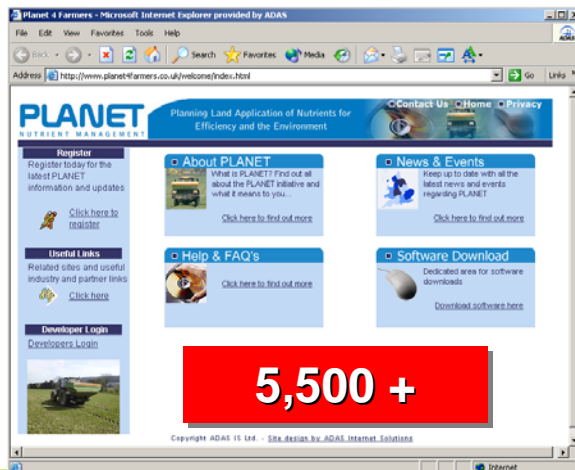 Planet 4 Farmers - Microsoft Internet Explorer provided by ADAS
File Edit View Favorites Tools Help
ADAS
Back Search Favorites Media
Address http://www.planet4farmers.co.uk/welcome/index.html Go Links
PLANET
NUTRIENT MANAGEMENT
Planning Land Application of Nutrients for
Efficiency and the Environment
Contact Us Home Privacy
Register
Register today for the
latest PLANET
information and updates
Click here to
register
Useful Links
Related sites and useful
industry and partner links
Click here
Developer Login
Developers Login
About PLANET
What is PLANET? Find out all
about the PLANET initiative and
what it means to you...
Click here to find out more
News & Events
Keep up to date with all the
latest news and events
regarding PLANET
Click here to find out more
Help & FAQ's
Click here to find out more
Software Download
Dedicated area for software
downloads
Download software here
5,500 +
Copyright ADAS IS Ltd. - Site design by ADAS Internet Solutions
Internet